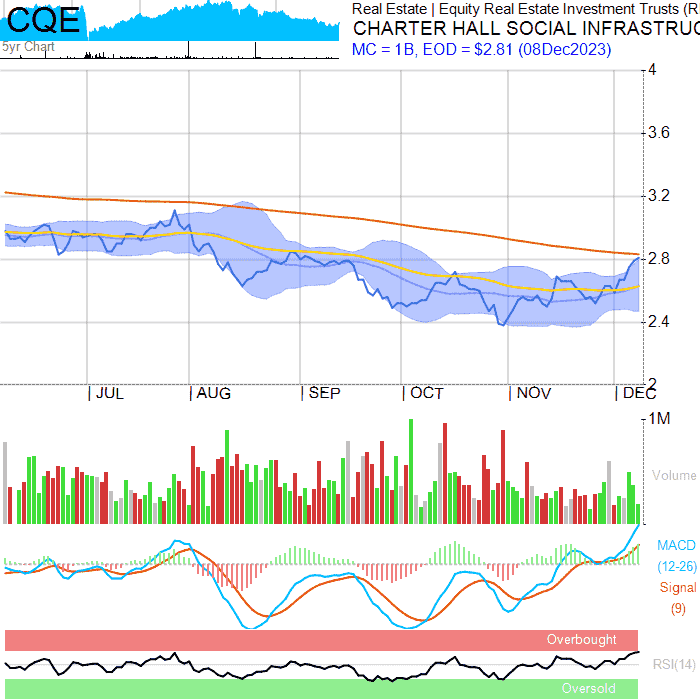 CQE
5yr Chart
Real Estate | Equity Real Estate Investment Trusts (R
CHARTER HALL SOCIAL INFRASTRUC
MC = 1B, EOD = $2.81 (08Dec2023)
4
3.6
3.2
2.8
2.4
2
|JUL |AUG |SEP |OCT |NOV |DEC
1M
Volume
MACD
(12-26)
Signal
(9)
Overbought
RSI(14)
Oversold